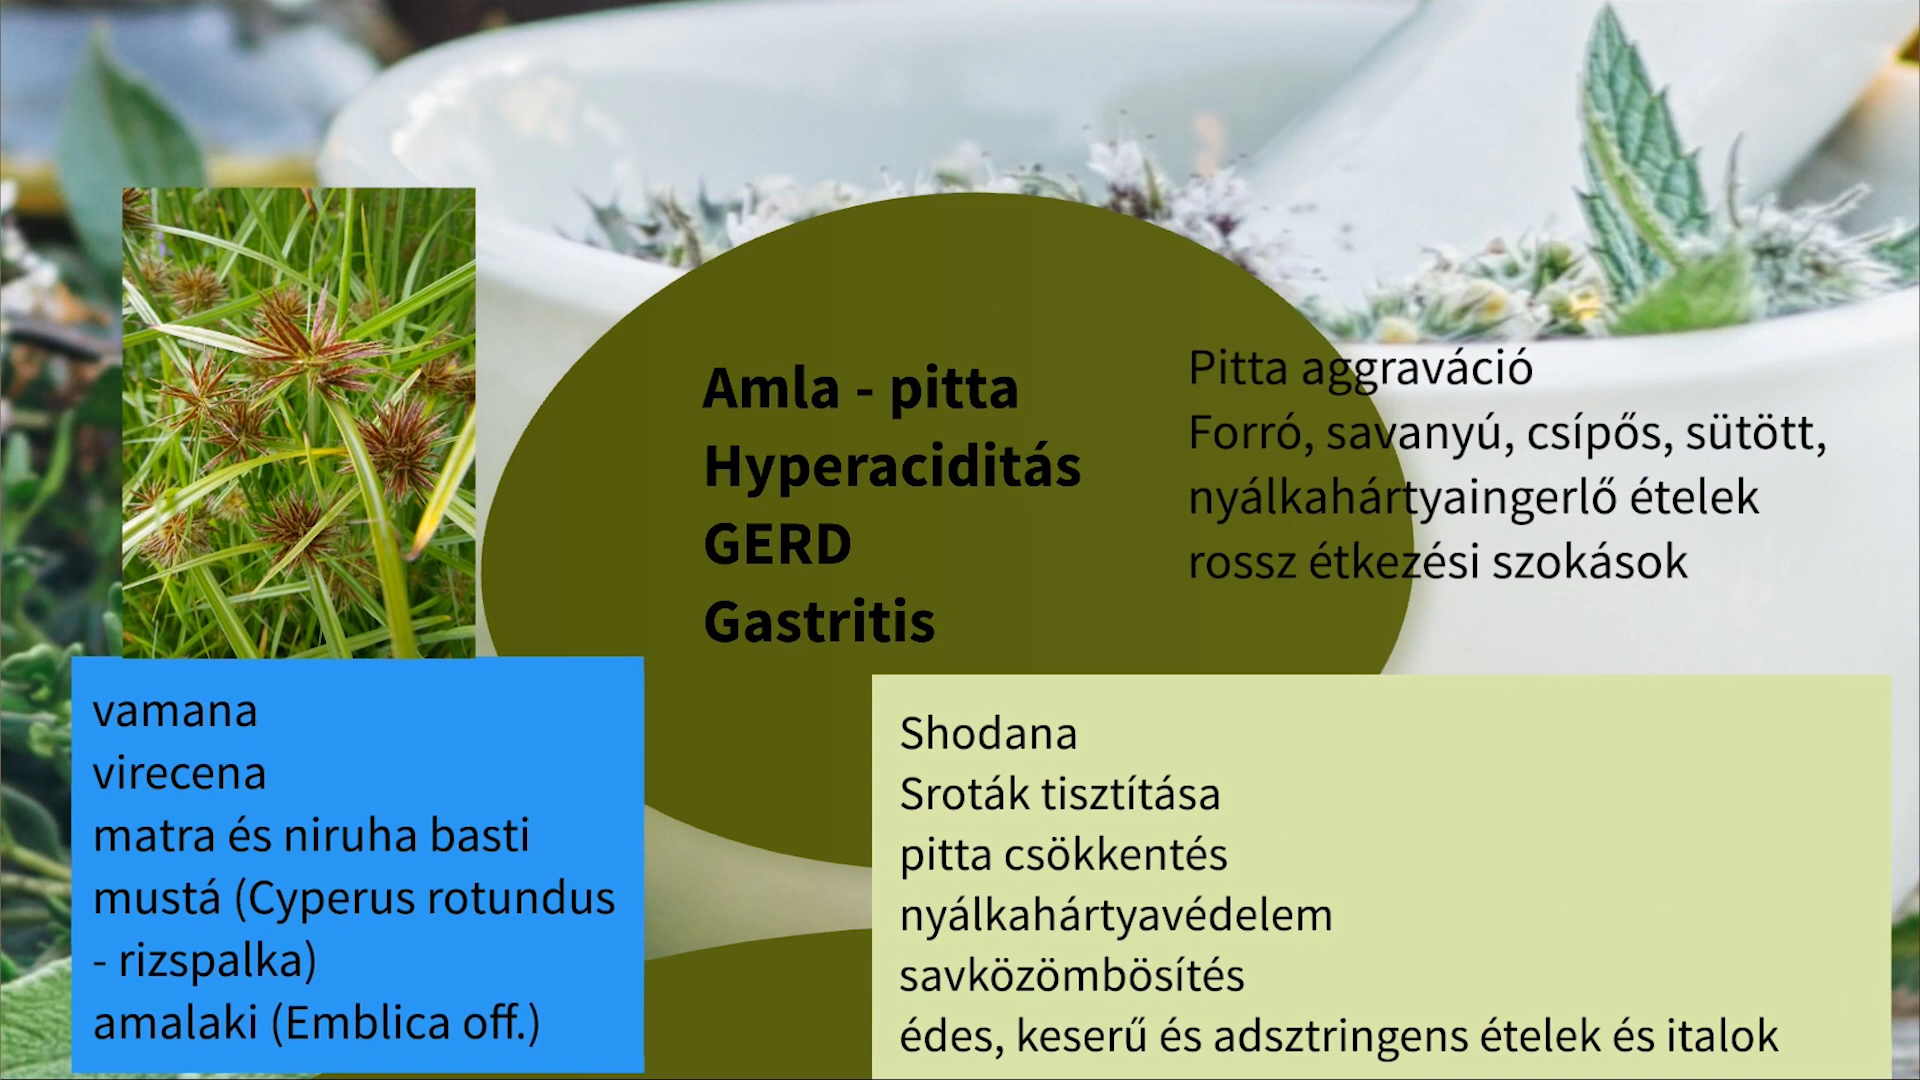 Amla - pitta
Hyperaciditás
GERD
Gastritis
Pitta aggraváció
Forró, savanyú, csípős, sütött,
nyálkahártyaingerlő ételek
rossz étkezési szokások
vamana
virecena
matra és niruha basti
mustá (Cyperus rotundus
- rizspalka)
amalaki (Emblica off.)
Shodana
Sroták tisztítása
pitta csökkentés
nyálkahártyavédelem
savközömbösítés
édes, keserű és adsztringens ételek és italok